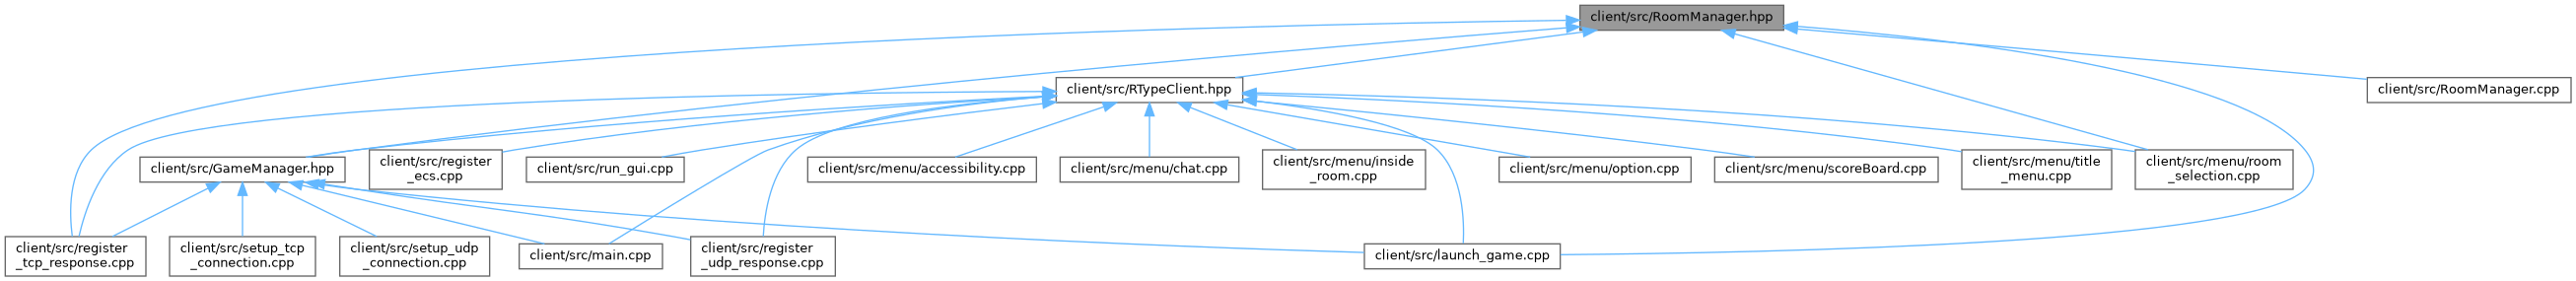 client/src/RoomManager.hpp
client/src/RTypeClient.hpp
client/src/RoomManager.cpp
client/src/GameManager.hpp
client/src/register
_ecs.cpp
client/src/run_gui.cpp
client/src/menu/accessibility.cpp
client/src/menu/chat.cpp
client/src/menu/inside
_room.cpp
client/src/menu/option.cpp
client/src/menu/scoreBoard.cpp
client/src/menu/title
_menu.cpp
client/src/menu/room
_selection.cpp
client/src/register
_tcp_response.cpp
client/src/setup_tcp
_connection.cpp
client/src/setup_udp
_connection.cpp
client/src/main.cpp
client/src/register
_udp_response.cpp
client/src/launch_game.cpp